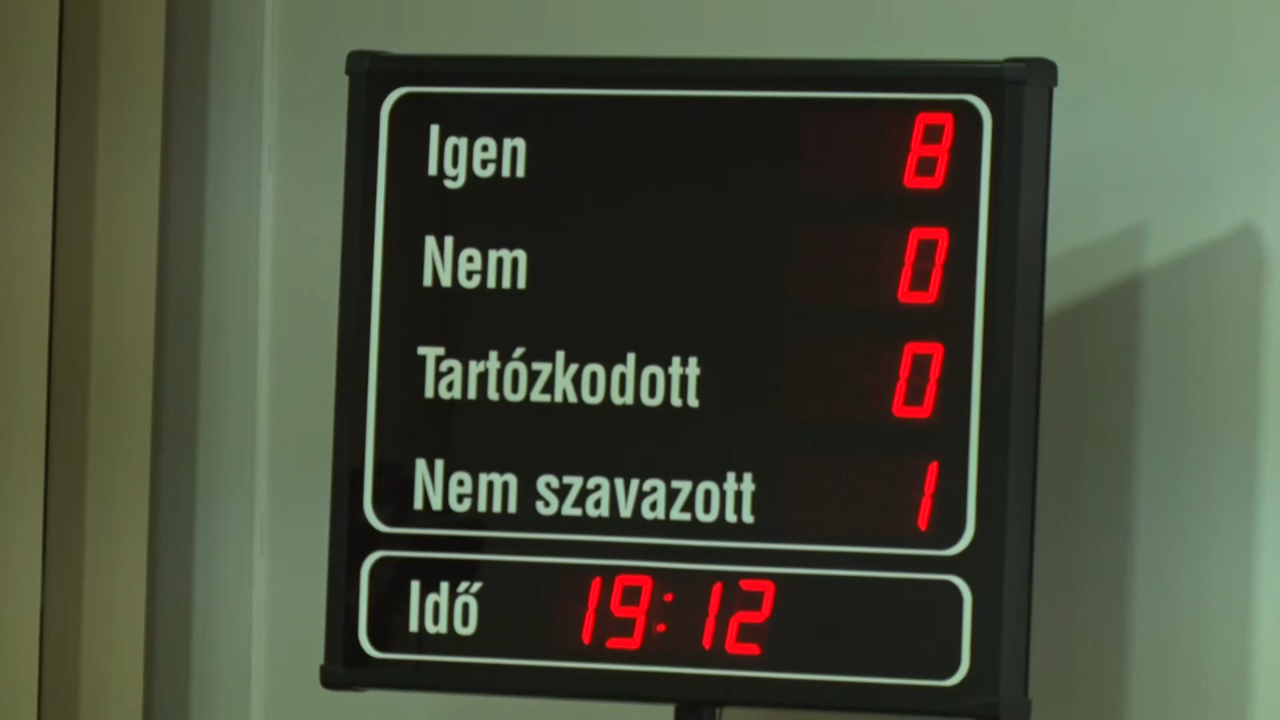 Igen 8
Nem 0
Tartózkodott 0
Nem szavazott 1
Idő 19:12